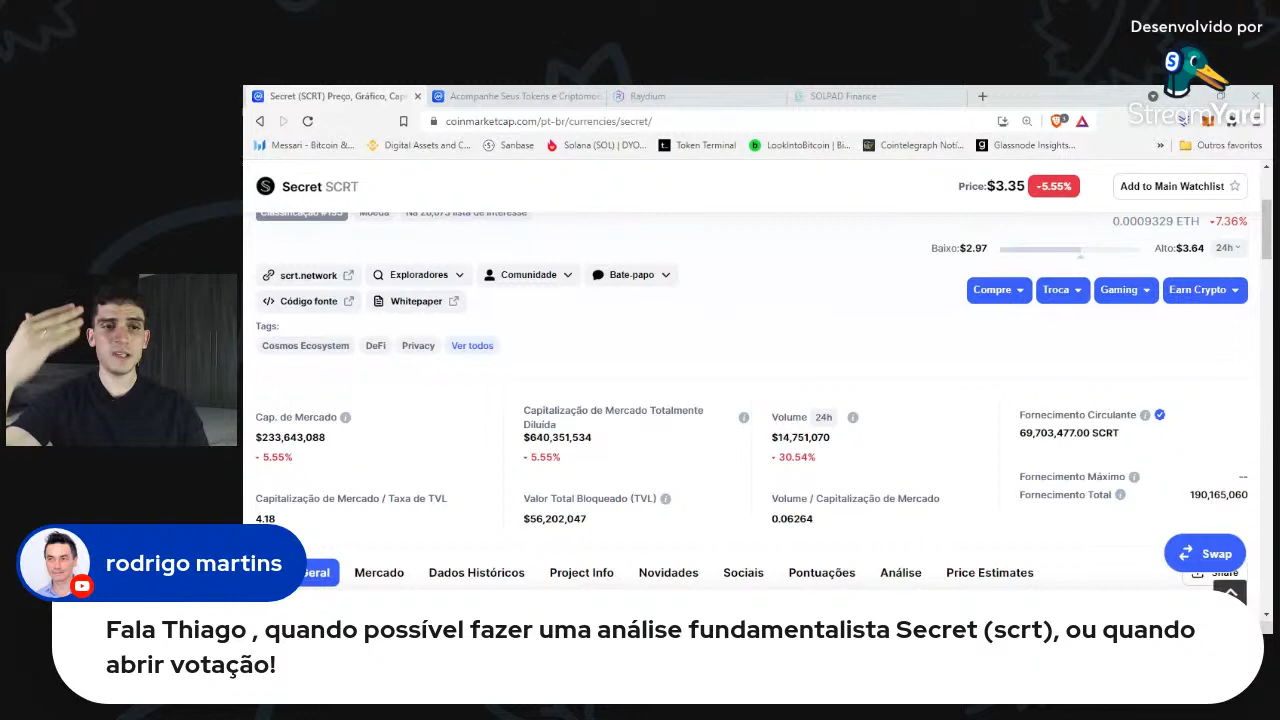 Desenvolvido por
StreamYard
Secret (SCRT) Preço, Gráfico, Cap
Acompanhe Seus Tokens e Criptomor
Raydium
SOLPAD Finance
coinmarketcap.com/pt-br/currencies/secret/
Messari - Bitcoin &...
Digital Assets and C...
Sanbase
Solana (SOL) (DYO...
Token Terminal
LookIntoBitcoin | Bi...
Cointelegraph Notí...
Glassnode Insights...
Outros favoritos
Secret SCRT
Price: $3.35 -5.55%
Add to Main Watchlist
Moeda
lista de interesse
0.0009329 ETH -7.36%
Baixo: $2.97
Alto: $3.64 24h
scrt.network
Exploradores
Comunidade
Bate-papo
Compre
Troca
Gaming
Earn Crypto
Código fonte
Whitepaper
Tags:
Cosmos Ecosystem
DeFi
Privacy
Ver todos
Cap. de Mercado
$233,643,088
- 5.55%
Capitalização de Mercado Totalmente
Diluída
$640,351,534
- 5.55%
Volume 24h
$14,751,070
- 30.54%
Fornecimento Circulante
69,703,477.00 SCRT
Fornecimento Máximo --
Fornecimento Total 190,165,060
Capitalização de Mercado / Taxa de TVL
4.18
Valor Total Bloqueado (TVL)
$56,202,047
Volume / Capitalização de Mercado
0.06264
Swap
Mercado
Dados Históricos
Project Info
Novidades
Sociais
Pontuações
Análise
Price Estimates
Share
rodrigo martins
Fala Thiago , quando possível fazer uma análise fundamentalista Secret (scrt), ou quando
abrir votação!